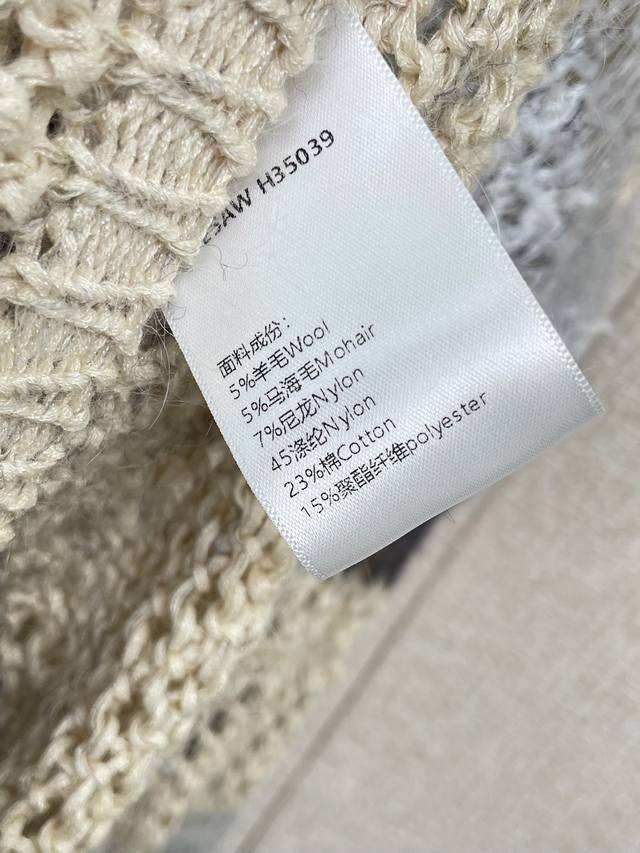 H35039
面料成份：
5%羊毛Wool
5%马海毛Mohair
7%尼龙Nylon
45涤纶Nylon
23%棉Cotton
15%聚酯纤维polyester